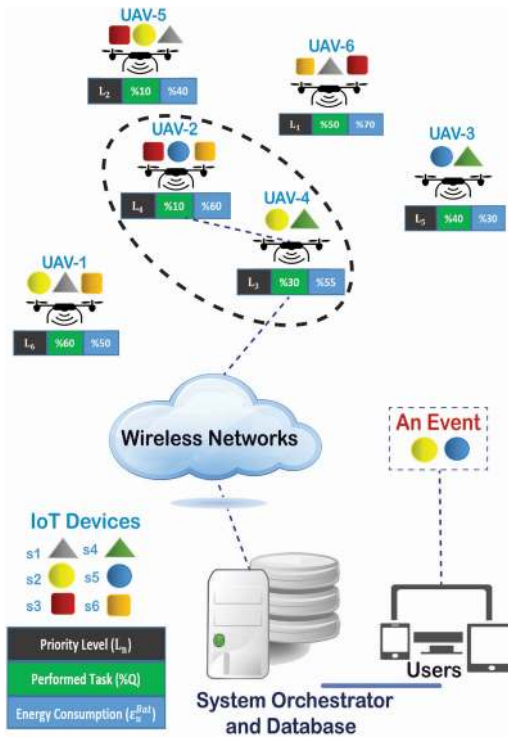 UAV-5
L₂ %10 %40
UAV-6
L₁ %50 %70
UAV-2
L₄ %10 %60
UAV-3
L₅ %40 %30
UAV-4
L₃ %30 %55
UAV-1
L₆ %60 %50
Wireless Networks
An Event
IoT Devices
s1 s4
s2 s5
s3 s6
Priority Level (Lₙ)
Performed Task (%Q)
Energy Consumption (εₙᴮᵃᵗ)
Users
System Orchestrator
and Database